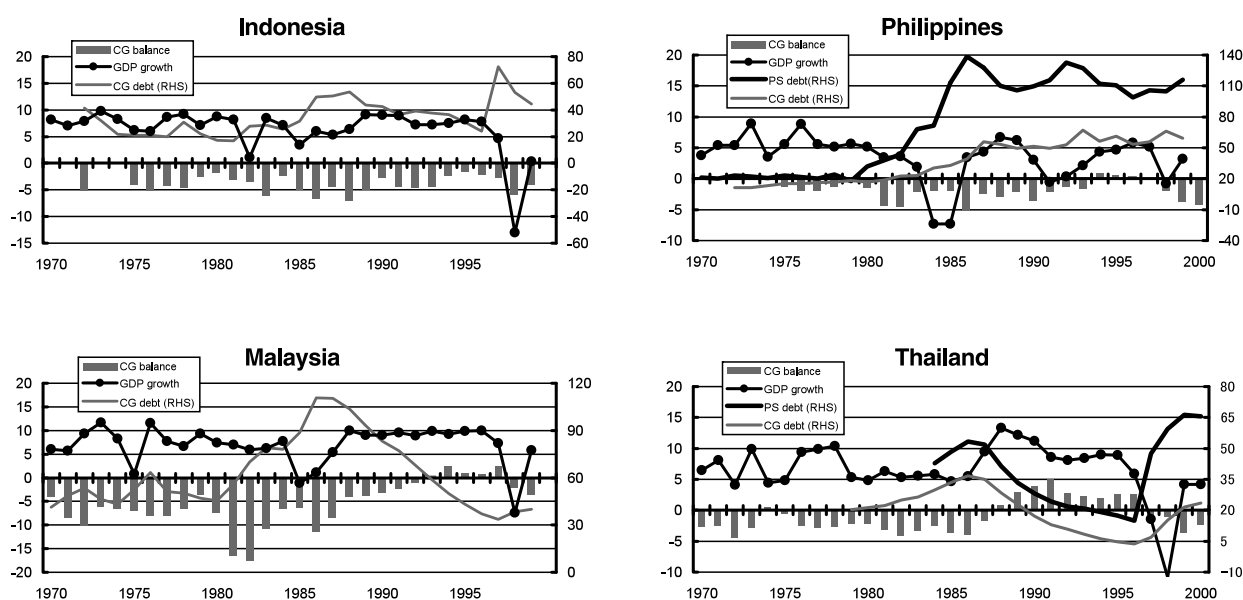 Indonesia
CG balance
GDP growth
CG debt (RHS)
20
15
10
5
0
−5
−10
−15
80
60
40
20
0
−20
−40
−60
1970 1975 1980 1985 1990 1995
Philippines
CG balance
GDP growth
PS debt(RHS)
CG debt (RHS)
20
15
10
5
0
−5
−10
140
110
80
50
20
−10
−40
1970 1975 1980 1985 1990 1995 2000
Malaysia
CG balance
GDP growth
CG debt (RHS)
20
15
10
5
0
−5
−10
−15
−20
120
90
60
30
0
1970 1975 1980 1985 1990 1995
Thailand
CG balance
GDP growth
PS debt (RHS)
CG debt (RHS)
20
15
10
5
0
−5
−10
80
65
50
35
20
5
−10
1970 1975 1980 1985 1990 1995 2000